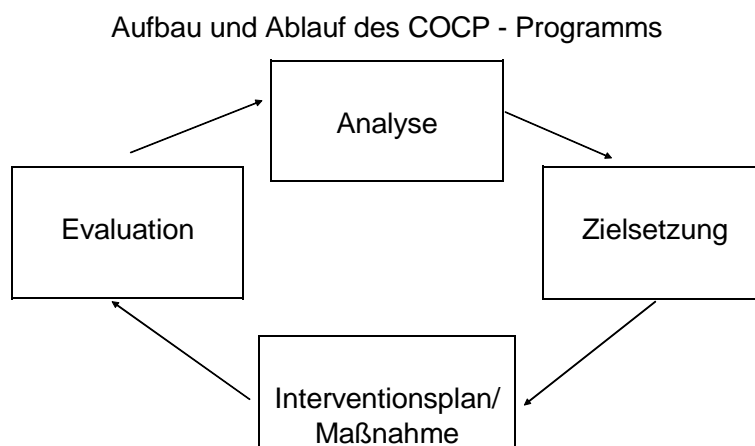 Aufbau und Ablauf des COCP - Programms
Analyse
Evaluation
Zielsetzung
Interventionsplan/
Maßnahme